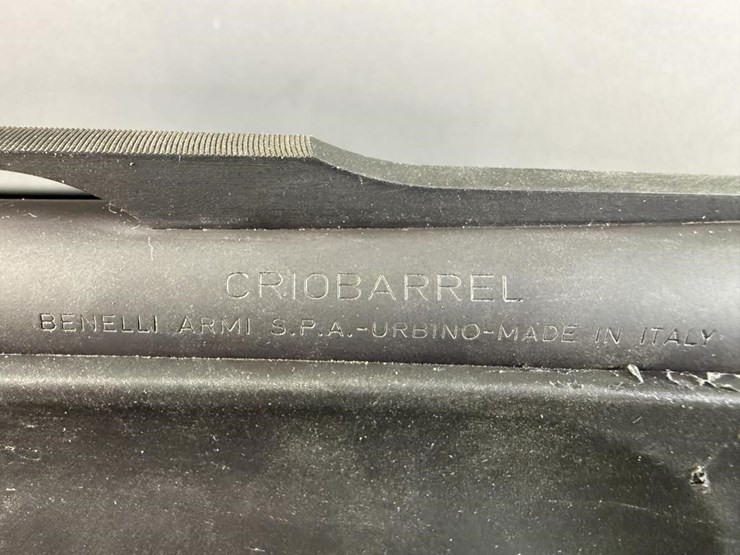 CRIOBARREL
BENELLI ARMI S.P.A.-URBINO-MADE IN ITALY